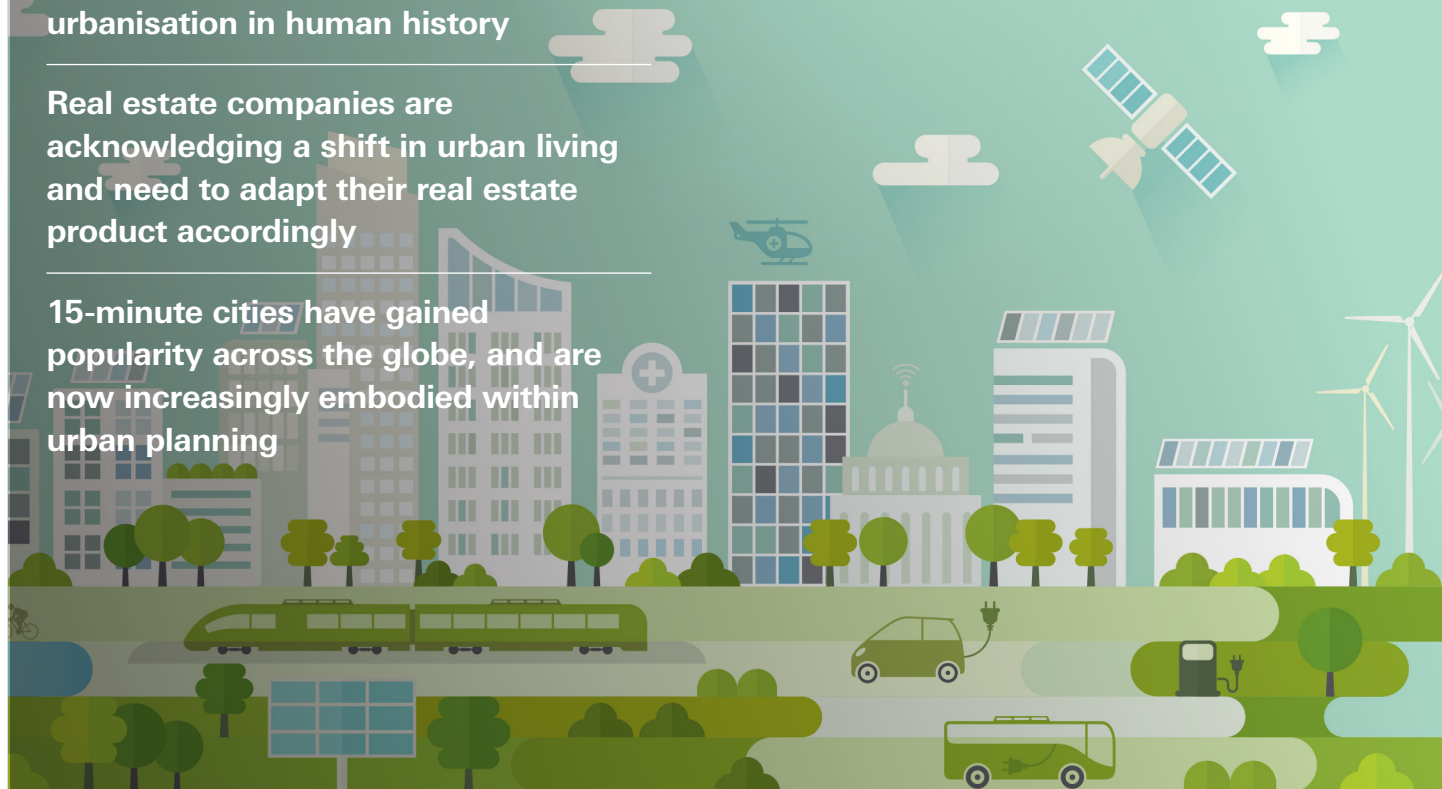 urbanisation in human history
Real estate companies are
acknowledging a shift in urban living
and need to adapt their real estate
product accordingly
15-minute cities have gained
popularity across the globe, and are
now increasingly embodied within
urban planning